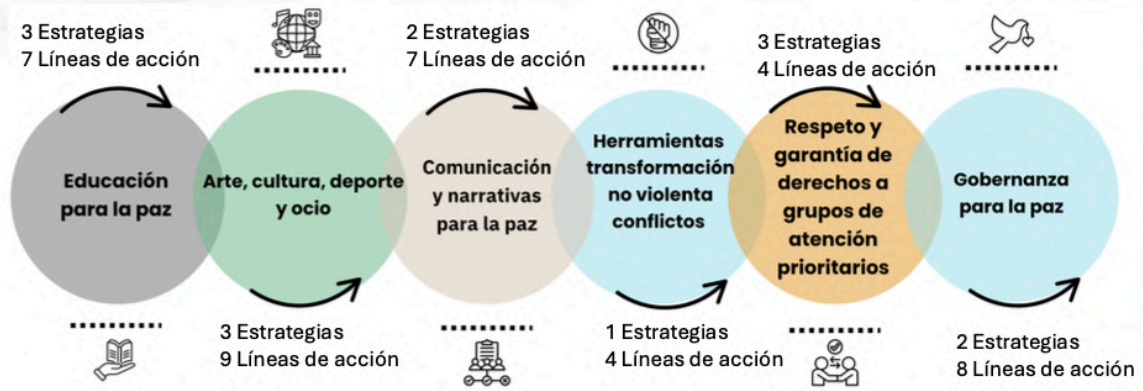 3 Estrategias
7 Líneas de acción
Educación
para la paz
Arte, cultura, deporte
y ocio
3 Estrategias
9 Líneas de acción
2 Estrategias
7 Líneas de acción
Comunicación
y narrativas
para la paz
Herramientas
transformación
no violenta
conflictos
1 Estrategias
4 Líneas de acción
3 Estrategias
4 Líneas de acción
Respeto y
garantía de
derechos a
grupos de
atención
prioritarios
Gobernanza
para la paz
2 Estrategias
8 Líneas de acción